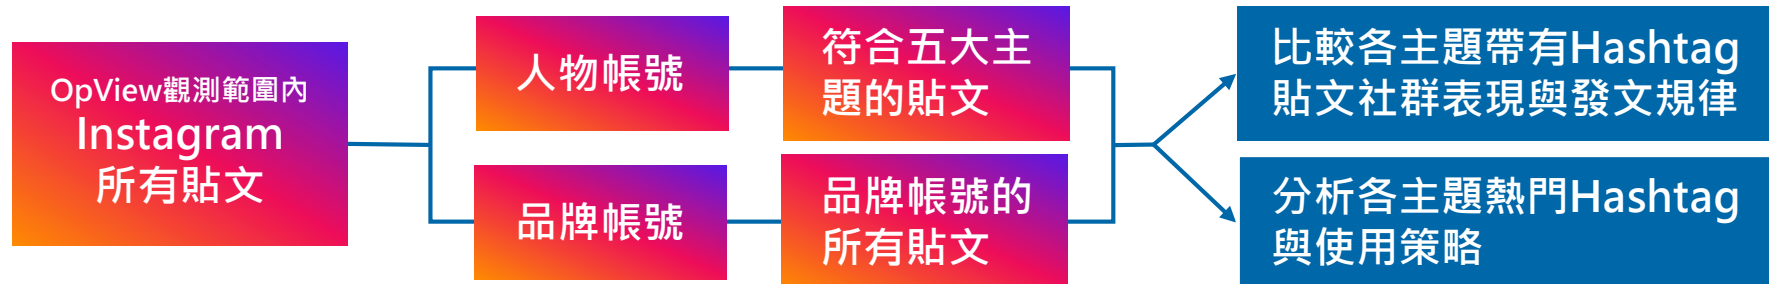 OpView觀測範圍內
Instagram
所有貼文
人物帳號
符合五大主
題的貼文
品牌帳號
品牌帳號的
所有貼文
比較各主題帶有Hashtag
貼文社群表現與發文規律
分析各主題熱門Hashtag
與使用策略